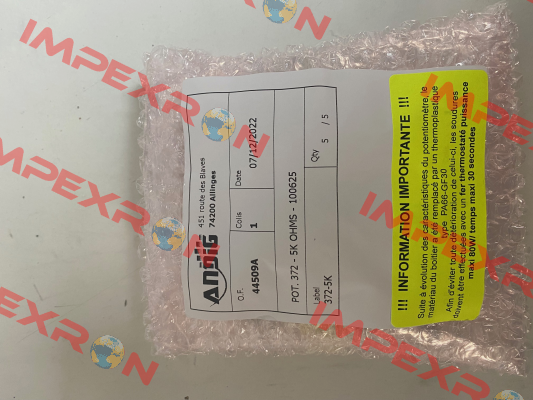 ANDIG
451 route des Blaves
74200 Allinges
O.F.
44509A
Colis
1
Date
07/12/2022
POT. 372 - 5K OHMS - 100625
Label
372-5K
Qty
5 / 5
!!! INFORMATION IMPORTANTE !!!
Suite à évolution des caractéristiques du potentiomètre, le
matériau du boitier a été remplacé par un thermoplastique
type PA66-GF30
Afin d'éviter toute détérioration de celui-ci, les soudures
doivent être effectuées avec un fer thermostaté puissance
maxi 80W/ temps maxi 30 secondes
IMPEXRON
IMPEXRON
IMPEXRON
IMPEXRON